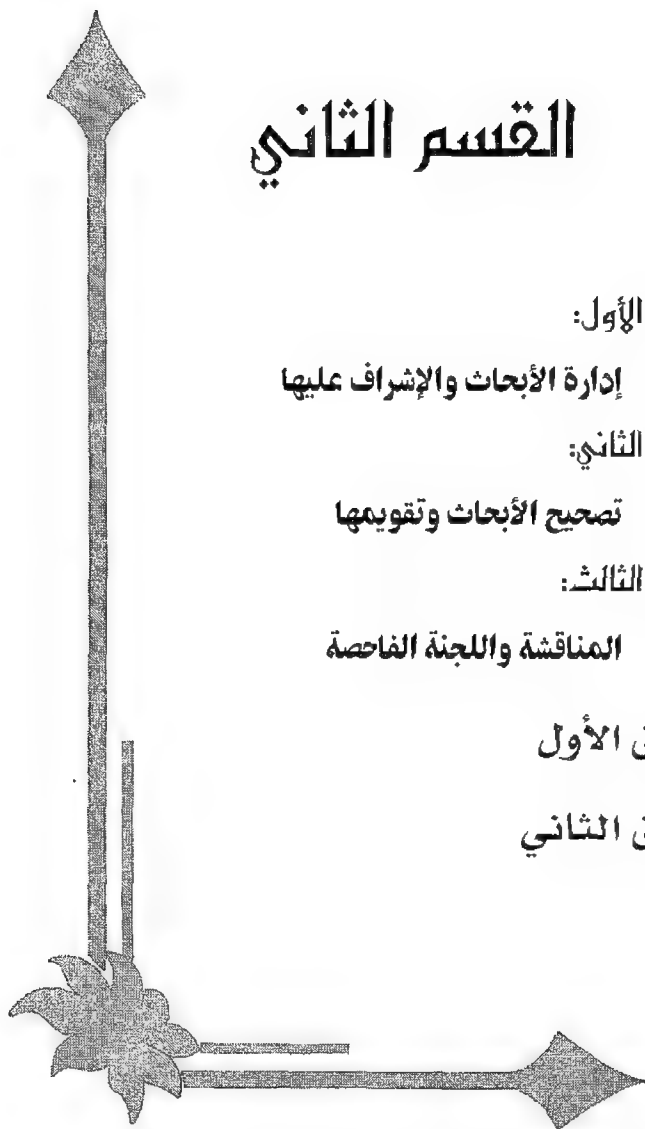 القسم الثاني
الأول:
إدارة الأبحاث والإشراف عليها
الثاني:
تصحيح الأبحاث وتقويمها
الثالث:
المناقشة واللجنة الفاحصة
الأول
الثاني